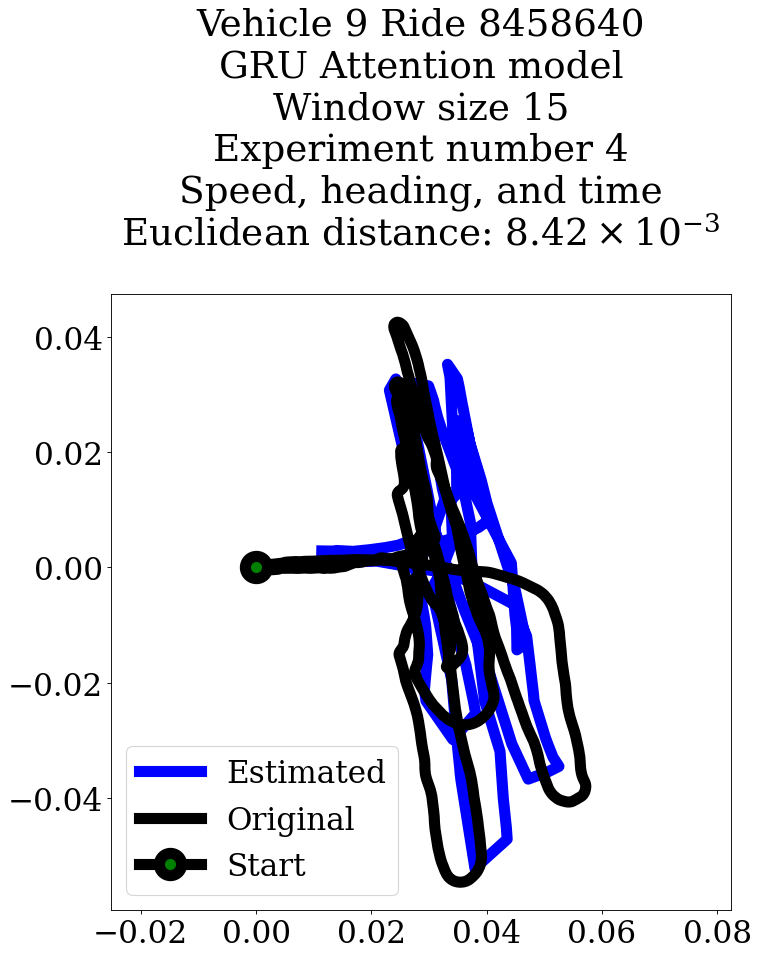 Vehicle 9 Ride 8458640
GRU Attention model
Window size 15
Experiment number 4
Speed, heading, and time
Euclidean distance: 8.42 × 10⁻³
0.04
0.02
0.00
−0.02
−0.04
Estimated
Original
Start
−0.02 0.00 0.02 0.04 0.06 0.08